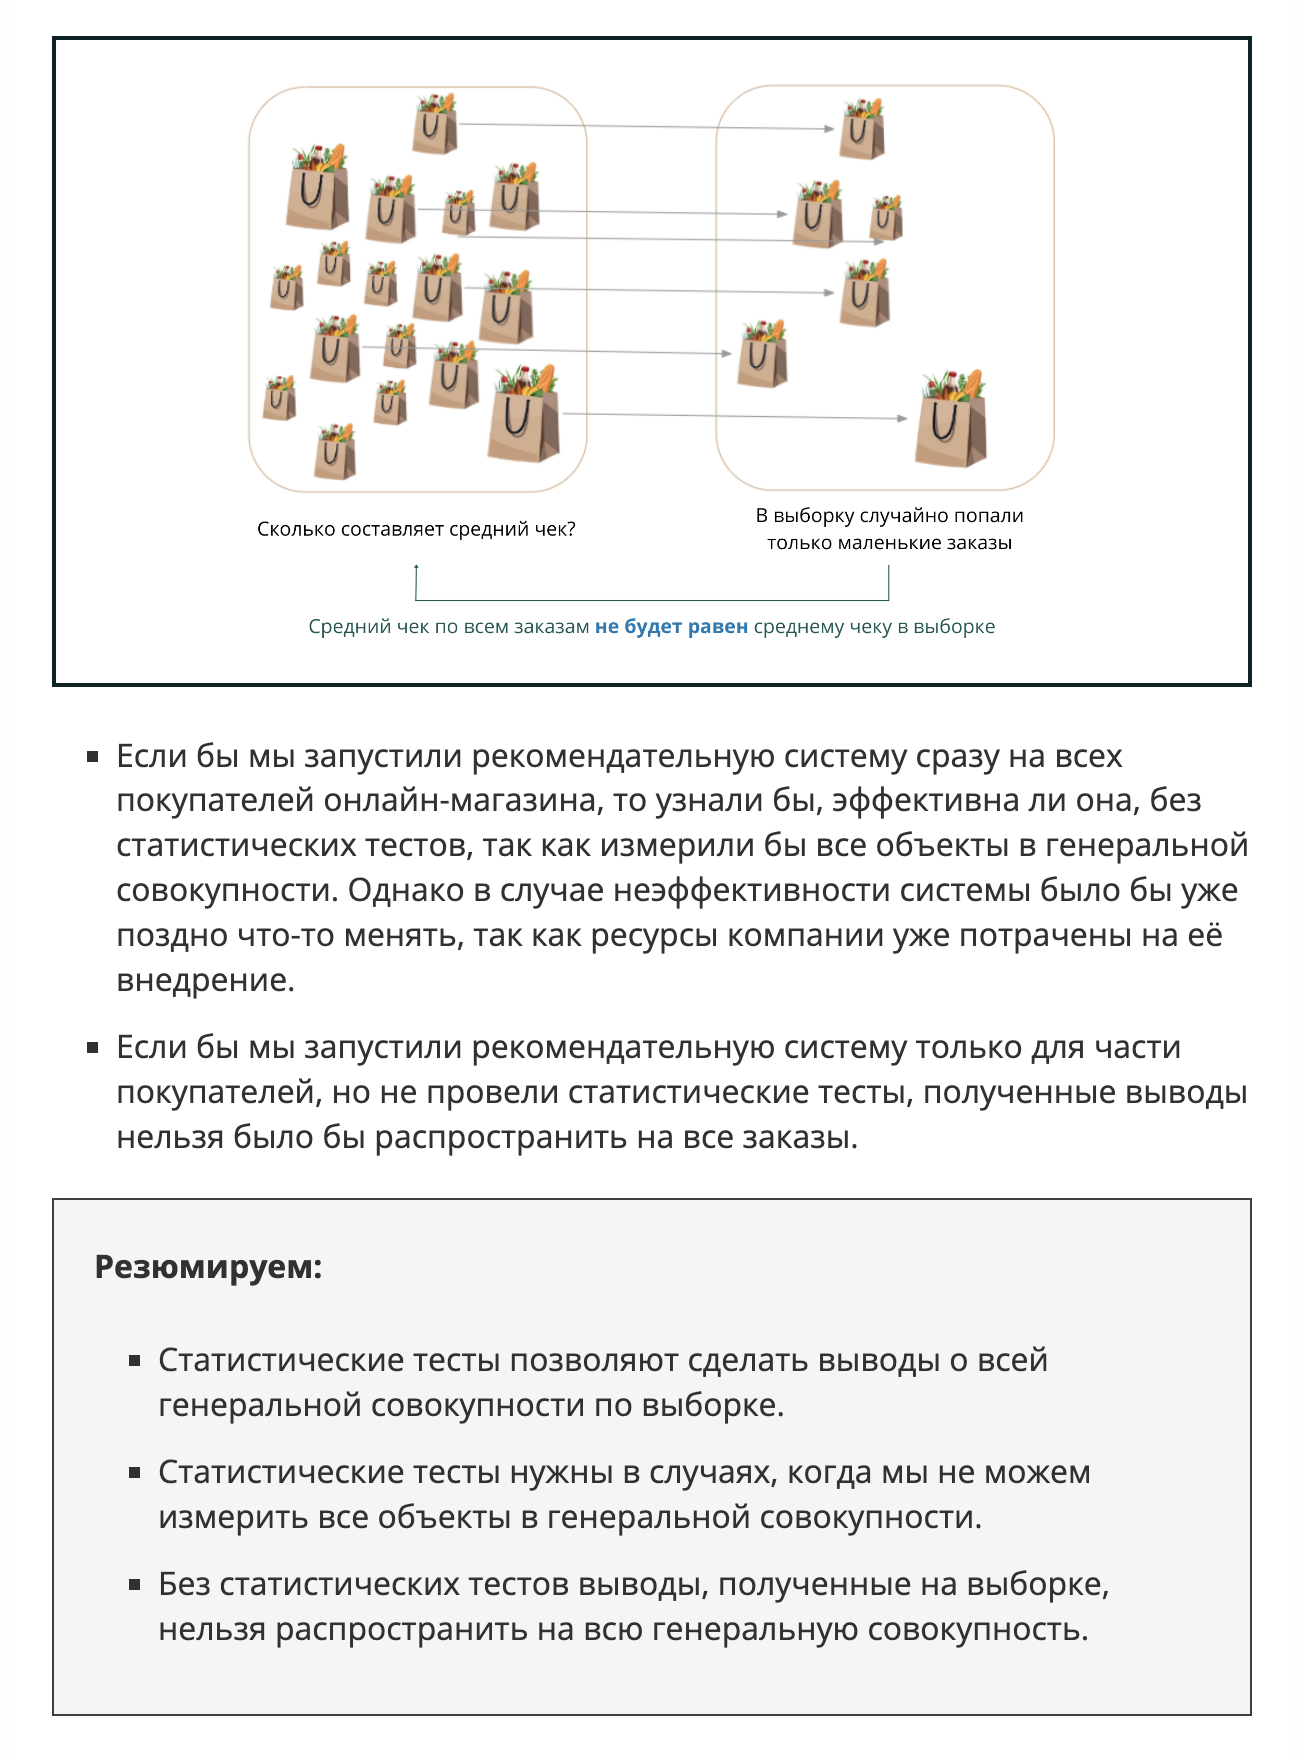 Сколько составляет средний чек?
В выборку случайно попали
только маленькие заказы
Средний чек по всем заказам не будет равен среднему чеку в выборке
Если бы мы запустили рекомендательную систему сразу на всех
покупателей онлайн-магазина, то узнали бы, эффективна ли она, без
статистических тестов, так как измерили бы все объекты в генеральной
совокупности. Однако в случае неэффективности системы было бы уже
поздно что-то менять, так как ресурсы компании уже потрачены на её
внедрение.
Если бы мы запустили рекомендательную систему только для части
покупателей, но не провели статистические тесты, полученные выводы
нельзя было бы распространить на все заказы.
Резюмируем:
Статистические тесты позволяют сделать выводы о всей
генеральной совокупности по выборке.
Статистические тесты нужны в случаях, когда мы не можем
измерить все объекты в генеральной совокупности.
Без статистических тестов выводы, полученные на выборке,
нельзя распространить на всю генеральную совокупность.